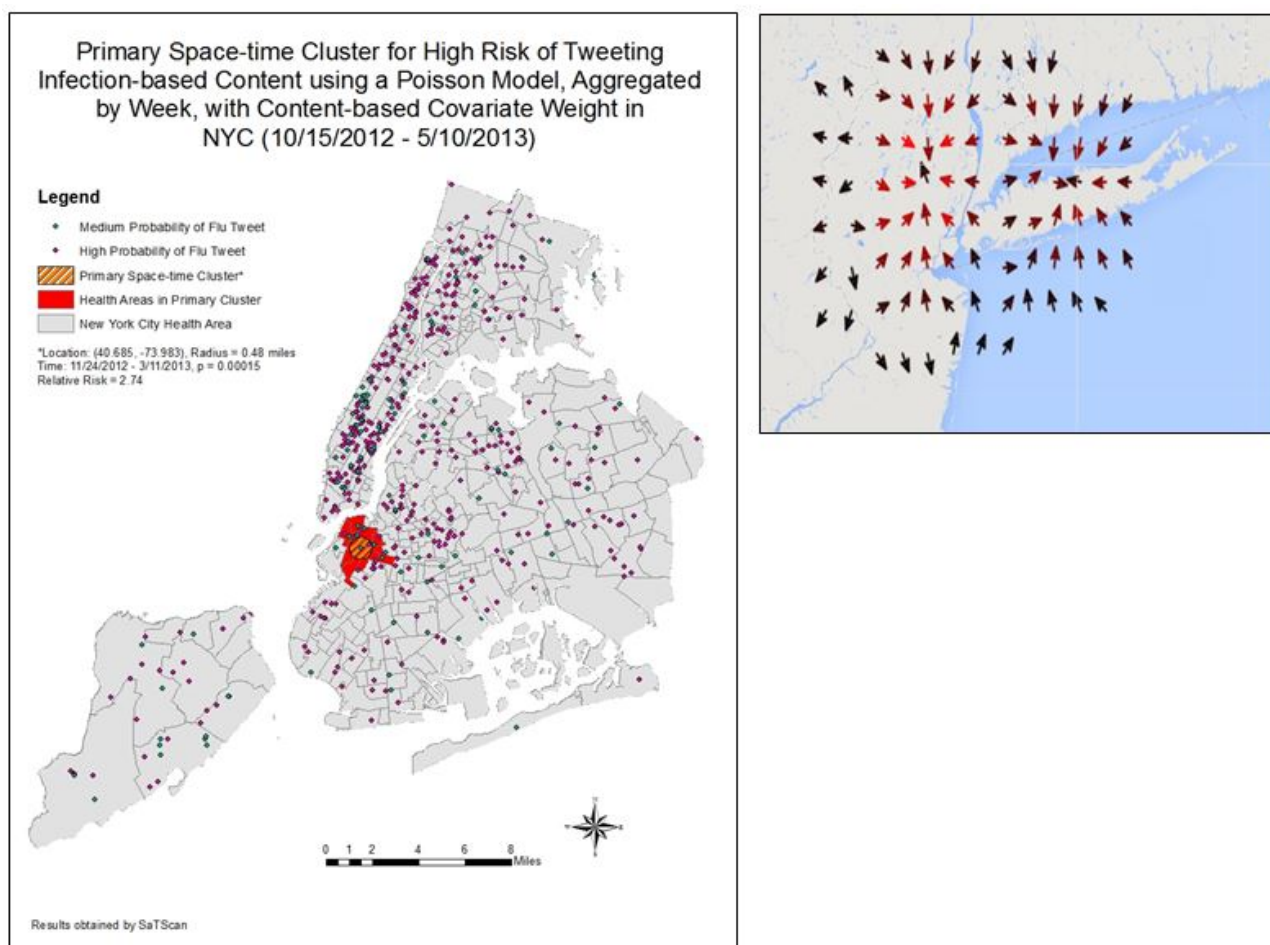 Primary Space-time Cluster for High Risk of Tweeting
Infection-based Content using a Poisson Model, Aggregated
by Week, with Content-based Covariate Weight in
NYC (10/15/2012 - 5/10/2013)
Legend
Medium Probability of Flu Tweet
High Probability of Flu Tweet
Primary Space-time Cluster*
Health Areas in Primary Cluster
New York City Health Area
*Location: (40.685, -73.983), Radius = 0.48 miles
Time: 11/24/2012 - 3/11/2013, p = 0.00015
Relative Risk = 2.74
0 1 2 4 6 8
Miles
Results obtained by SaTScan